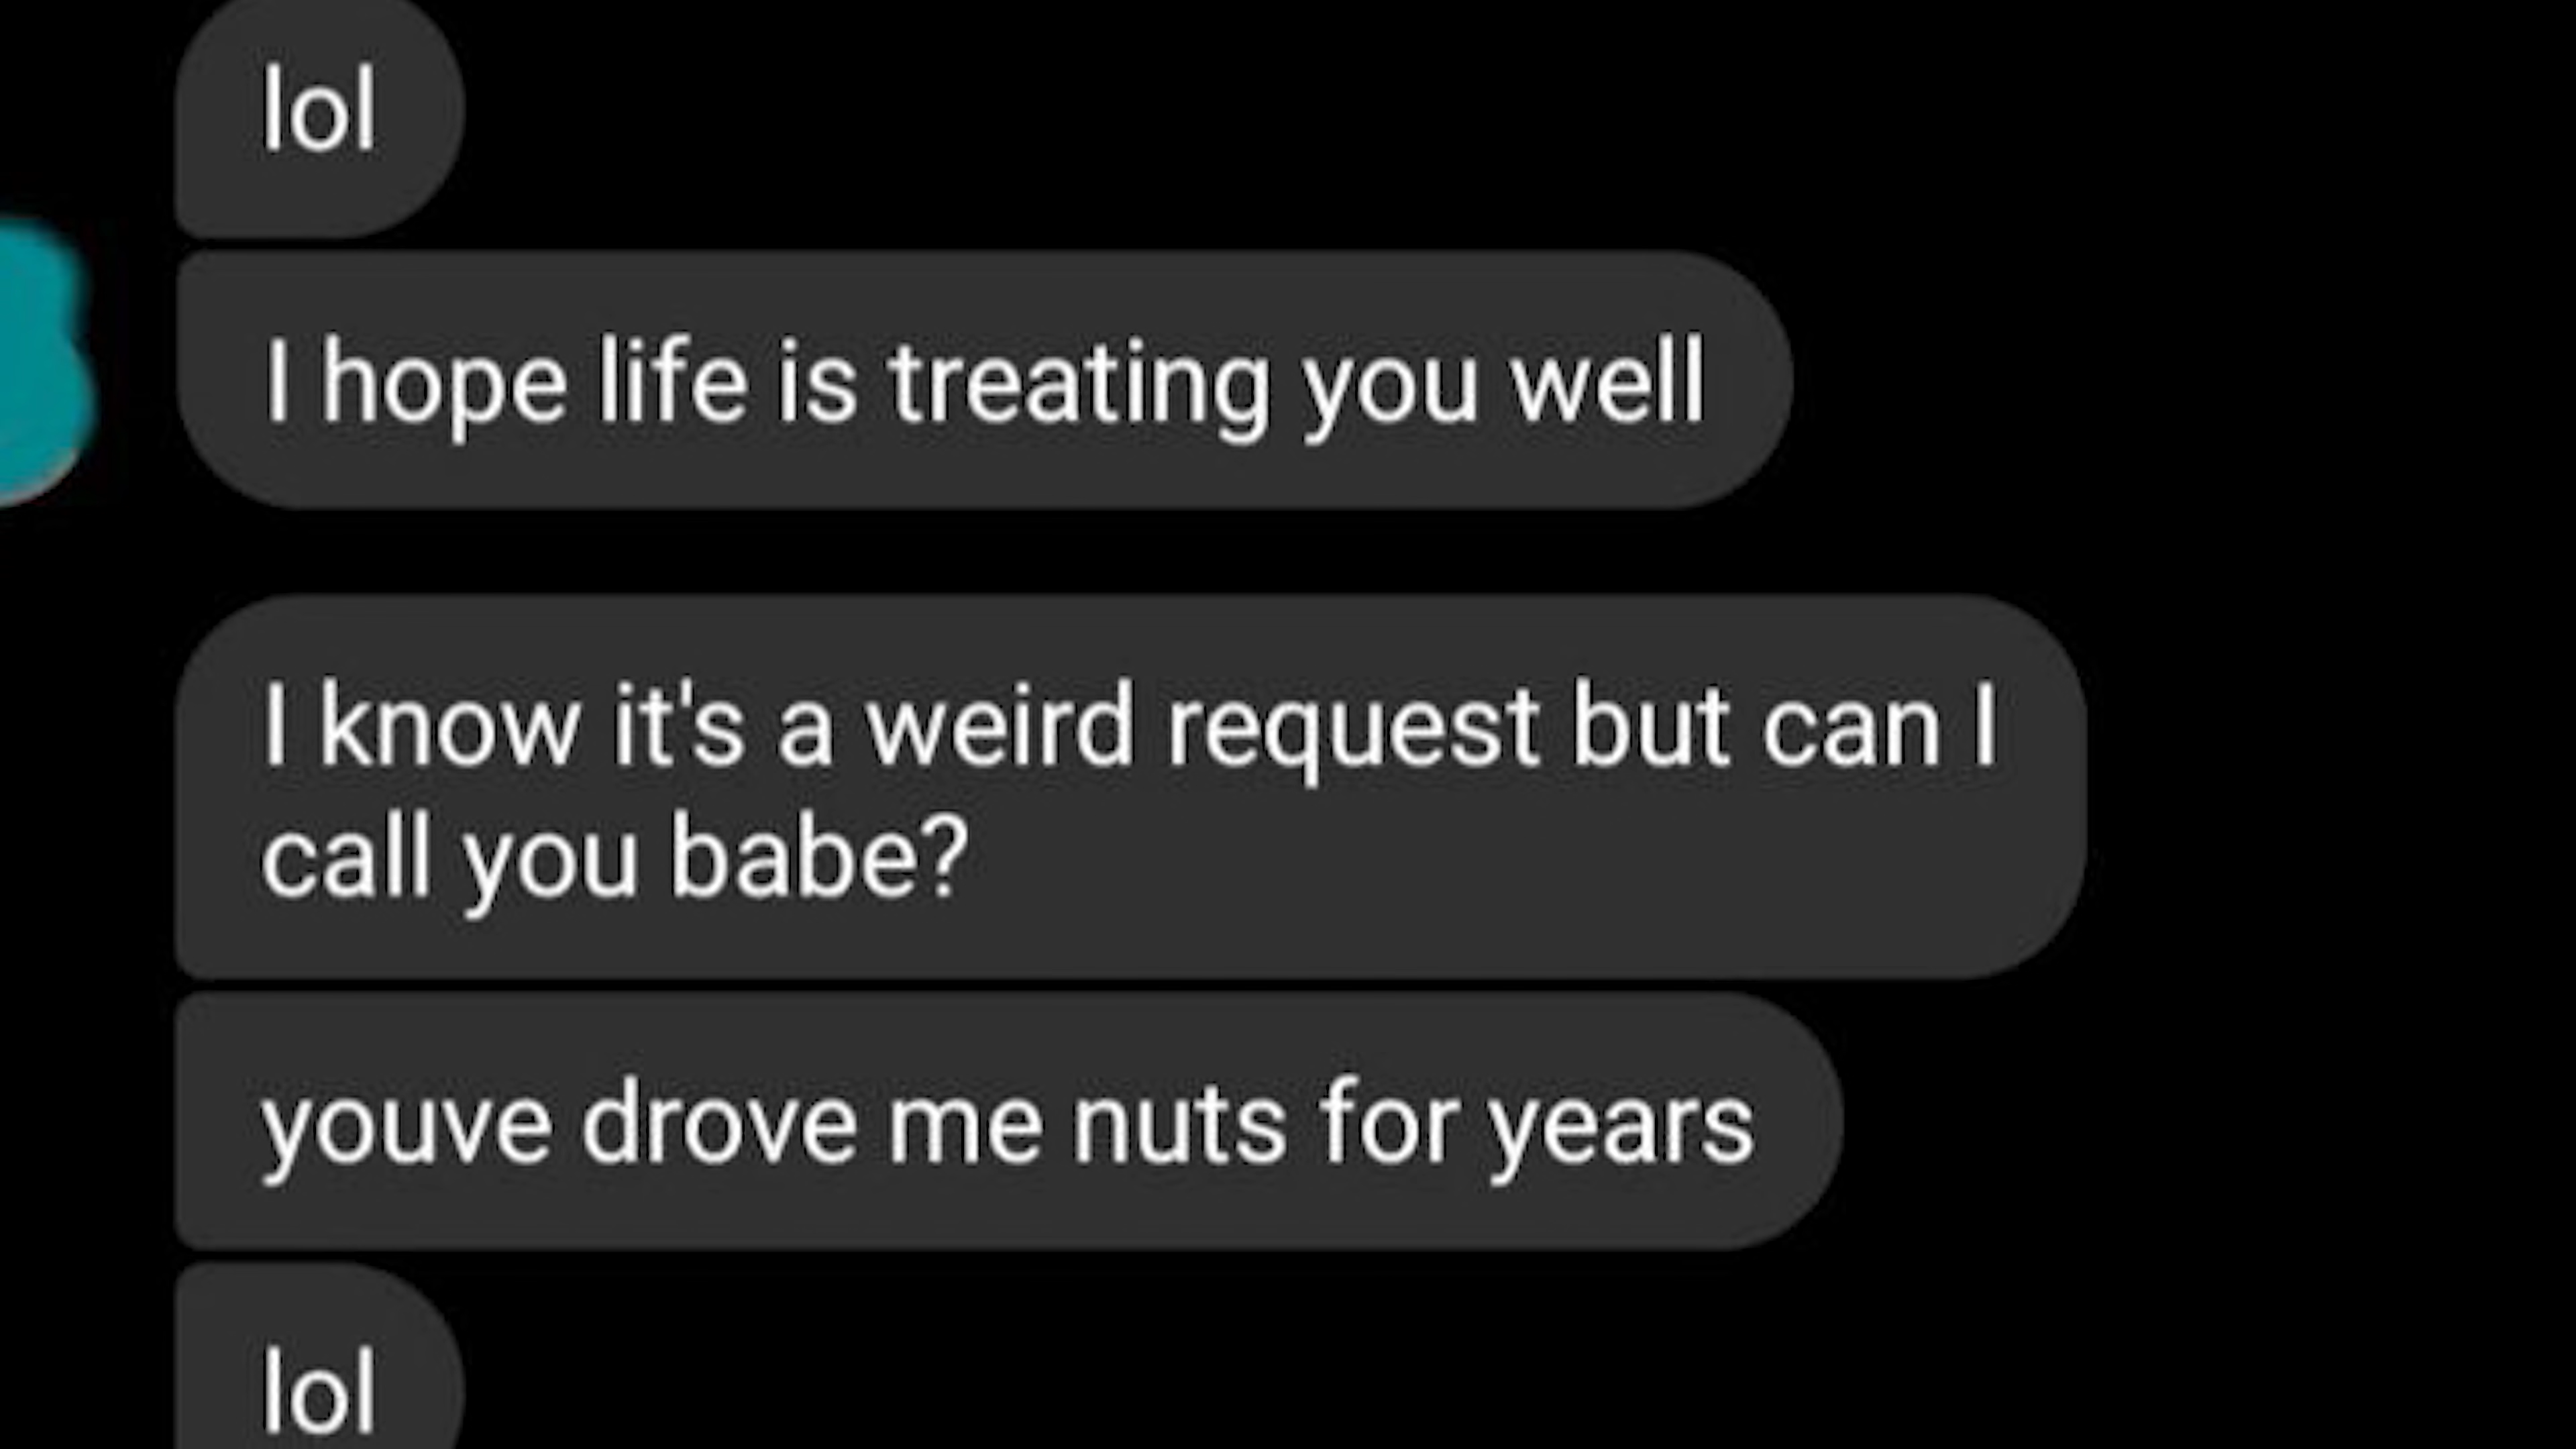 lol
I hope life is treating you well
I know it's a weird request but can I
call you babe?
youve drove me nuts for years
lol